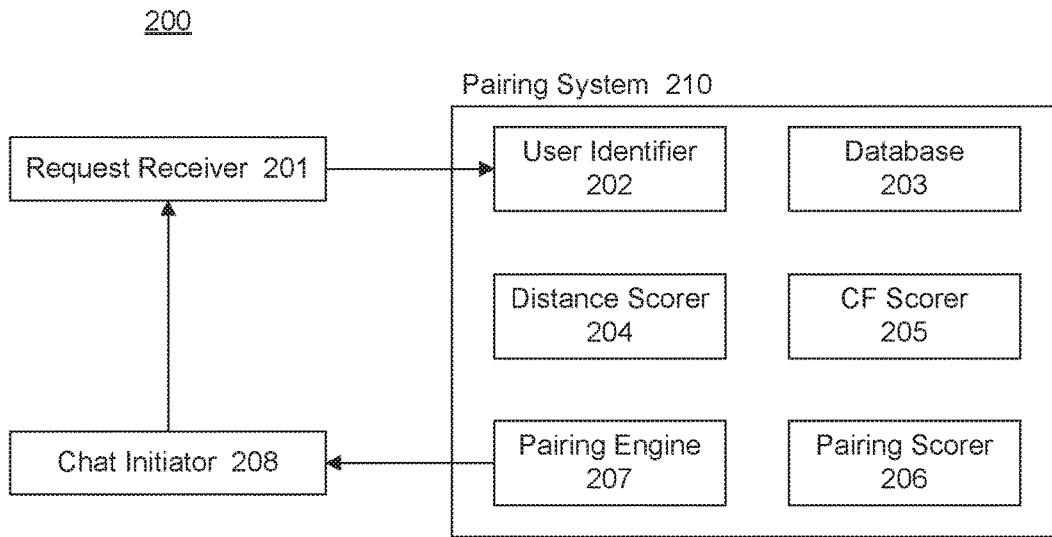 200
Pairing System 210
Request Receiver 201
User Identifier
202
Database
203
Distance Scorer
204
CF Scorer
205
Chat Initiator 208
Pairing Engine
207
Pairing Scorer
206